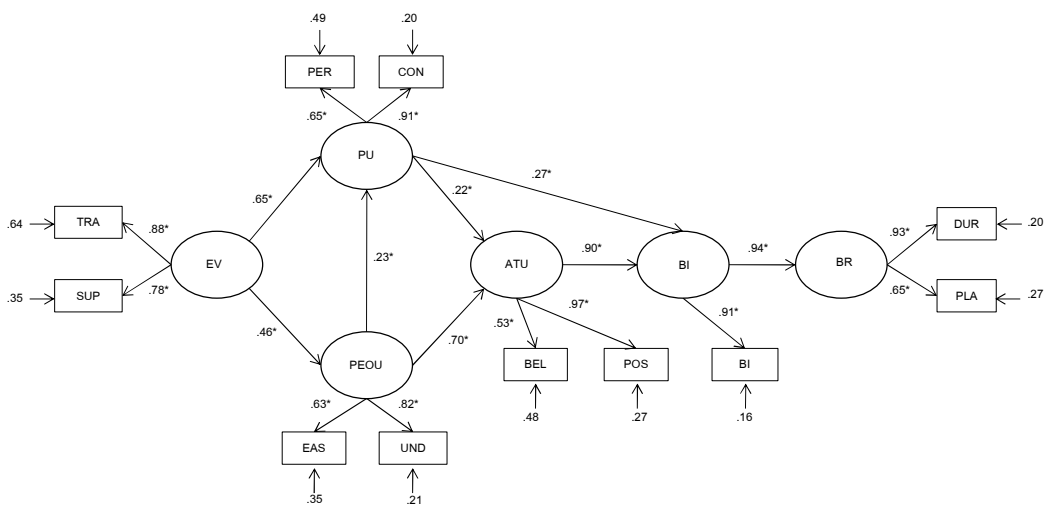 .49
.20
PER
CON
.65*
.91*
PU
.65*
.27*
.22*
TRA
.64
.88*
DUR
.20
.93*
EV
.23*
ATU
.90*
BI
.94*
BR
SUP
.35
.78*
.65*
PLA
.27
.46*
.70*
.53*
.97*
.91*
PEOU
BEL
POS
BI
.63*
.82*
.48
.27
.16
EAS
UND
.35
.21